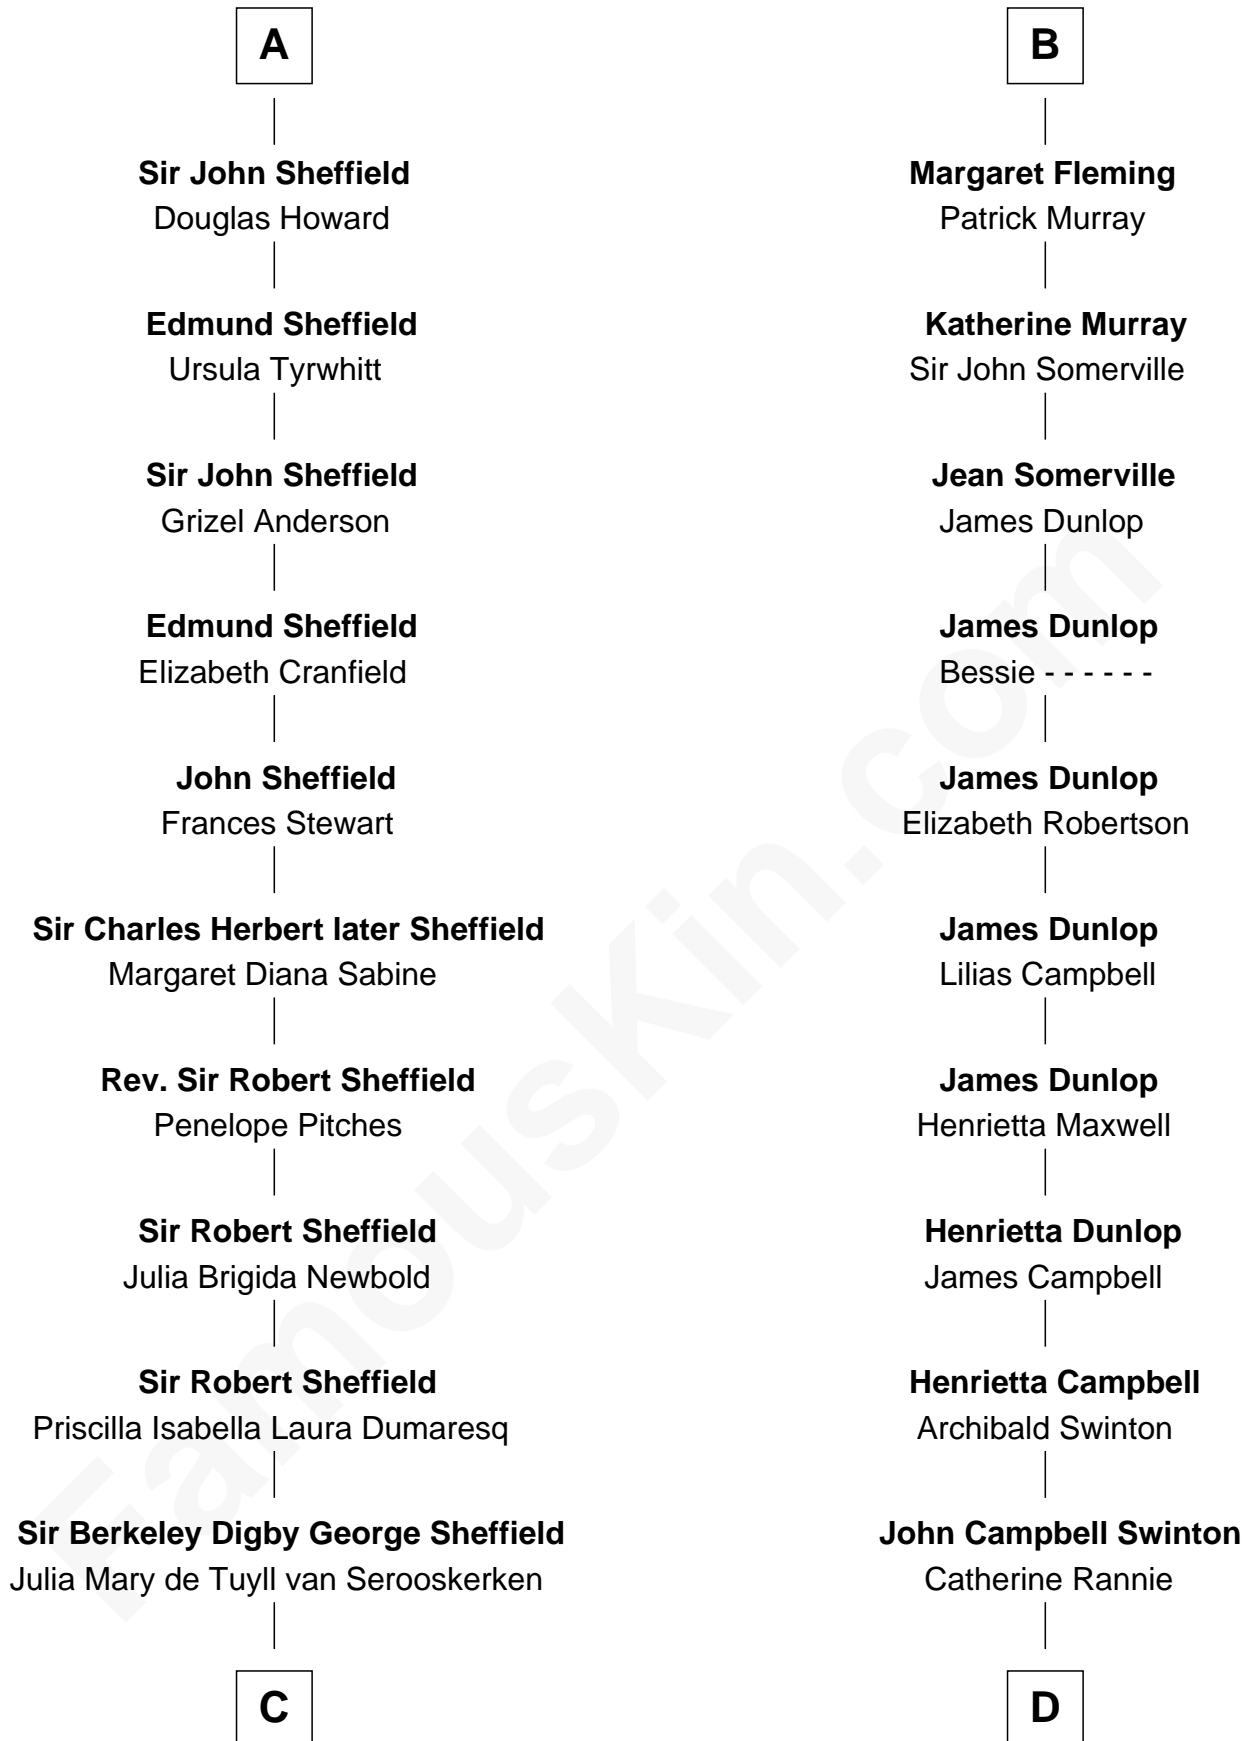 A
Sir John Sheffield
Douglas Howard
Edmund Sheffield
Ursula Tyrwhitt
Sir John Sheffield
Grizel Anderson
Edmund Sheffield
Elizabeth Cranfield
John Sheffield
Frances Stewart
Sir Charles Herbert later Sheffield
Margaret Diana Sabine
Rev. Sir Robert Sheffield
Penelope Pitches
Sir Robert Sheffield
Julia Brigida Newbold
Sir Robert Sheffield
Priscilla Isabella Laura Dumaresq
Sir Berkeley Digby George Sheffield
Julia Mary de Tuyll van Serooskerken
C
B
Margaret Fleming
Patrick Murray
Katherine Murray
Sir John Somerville
Jean Somerville
James Dunlop
James Dunlop
Bessie - - - - - -
James Dunlop
Elizabeth Robertson
James Dunlop
Lilias Campbell
James Dunlop
Henrietta Maxwell
Henrietta Dunlop
James Campbell
Henrietta Campbell
Archibald Swinton
John Campbell Swinton
Catherine Rannie
D
FamousKin.com